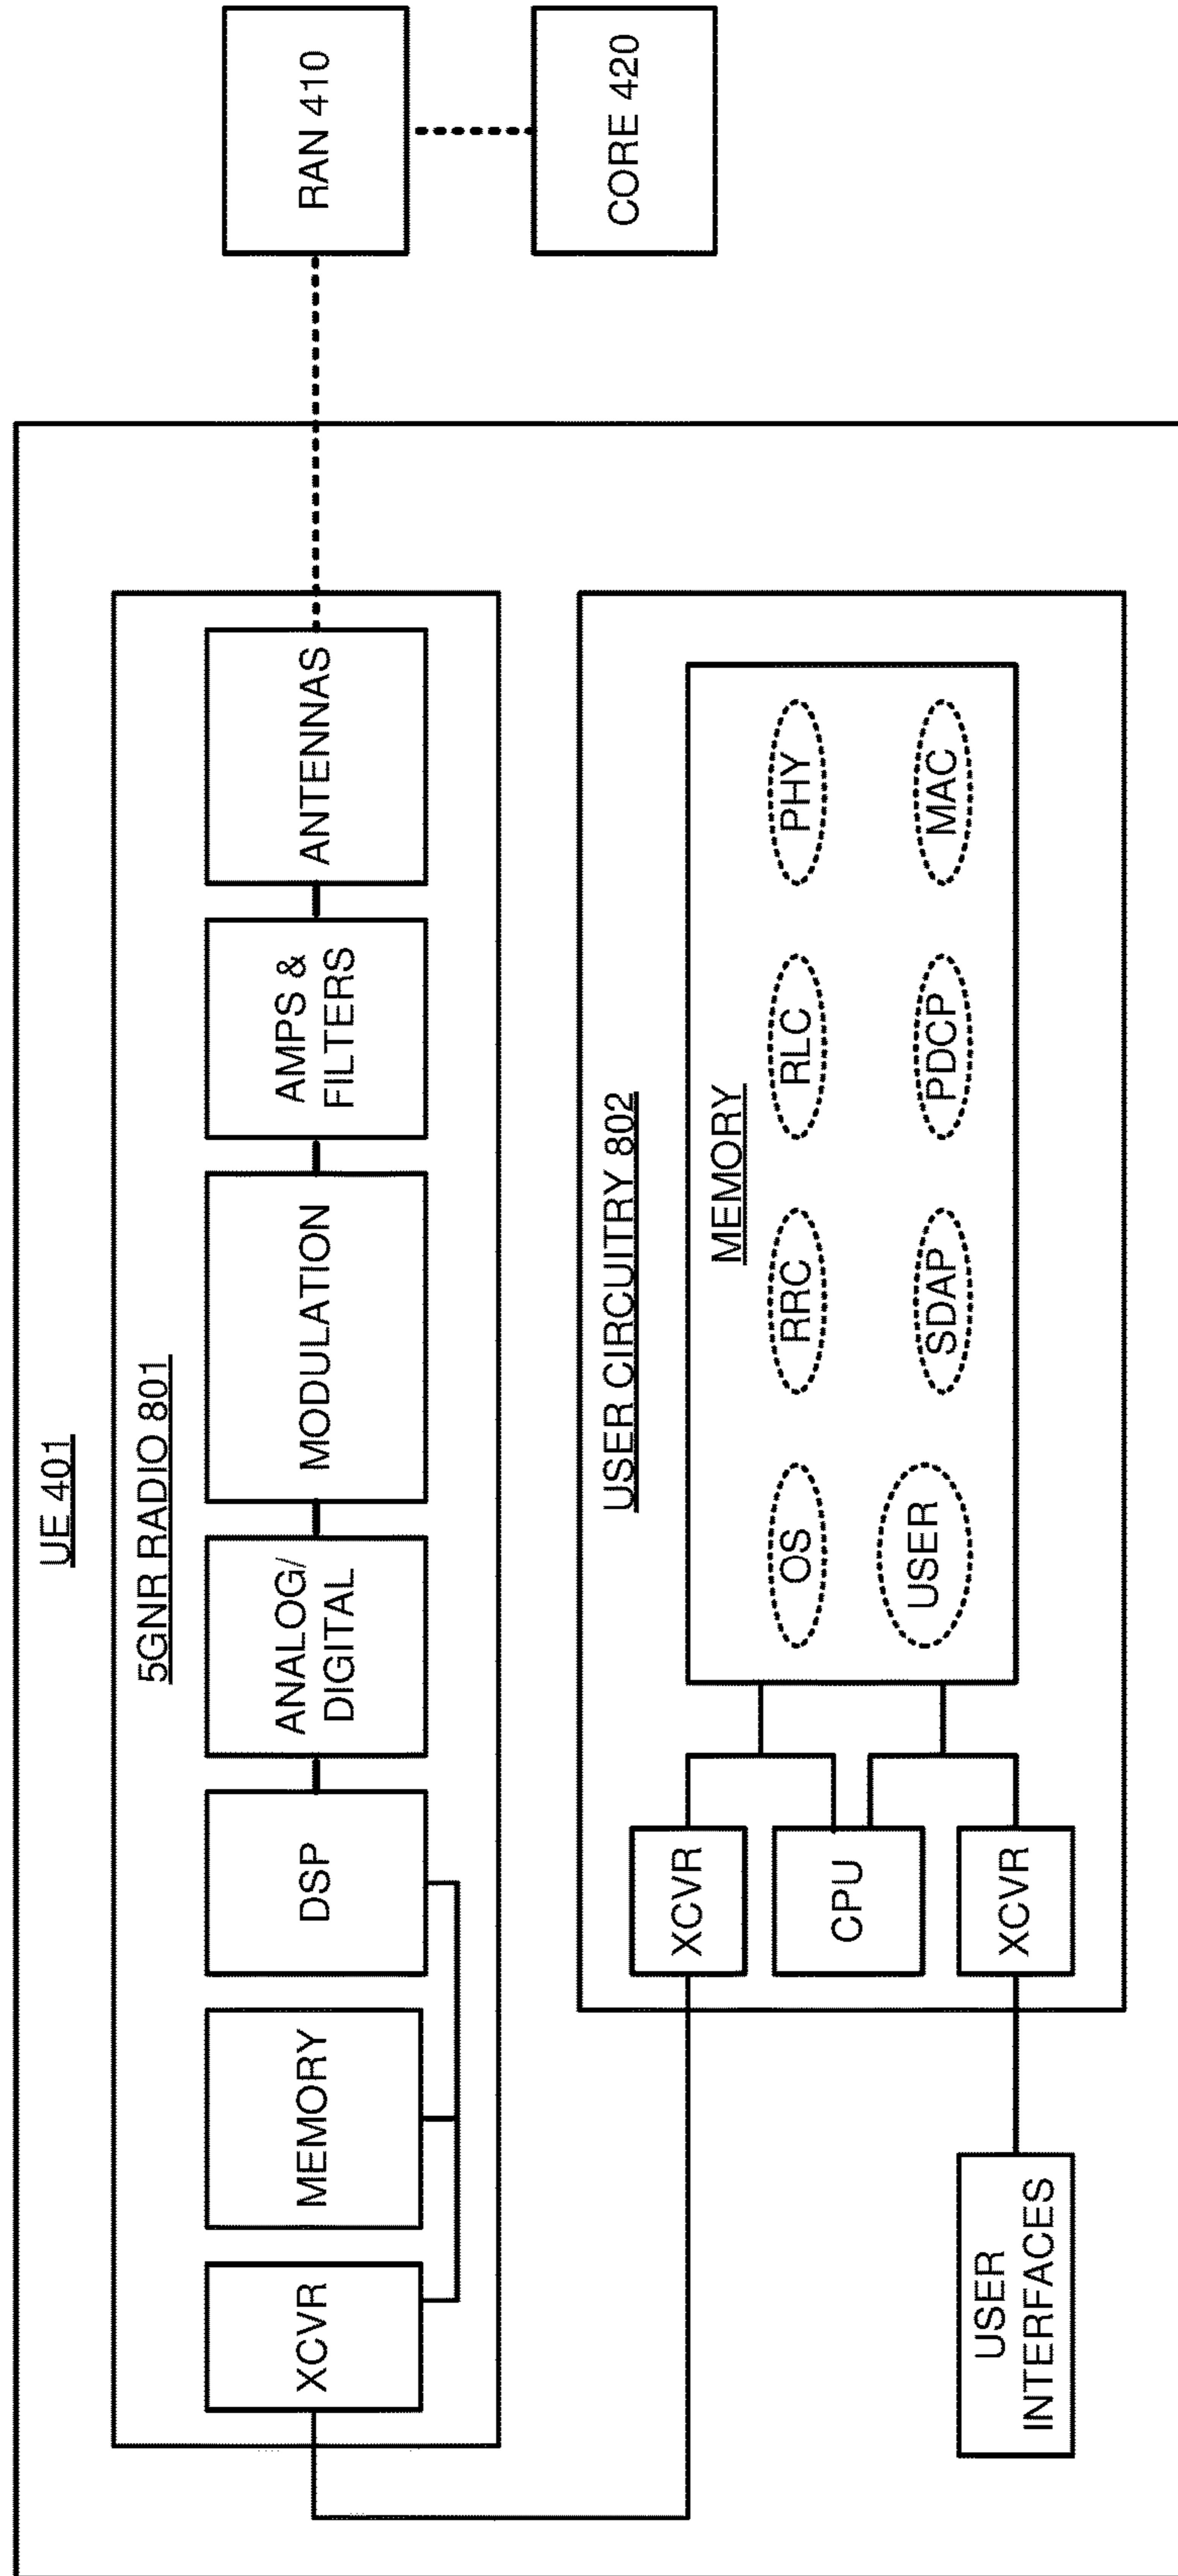 UE 401
5GNR RADIO 801
XCVR
MEMORY
DSP
ANALOG/
DIGITAL
MODULATION
AMPS &
FILTERS
ANTENNAS
RAN 410
CORE 420
USER CIRCUITRY 802
XCVR
CPU
XCVR
MEMORY
OS
RRC
RLC
PHY
USER
SDAP
PDCP
MAC
USER
INTERFACES